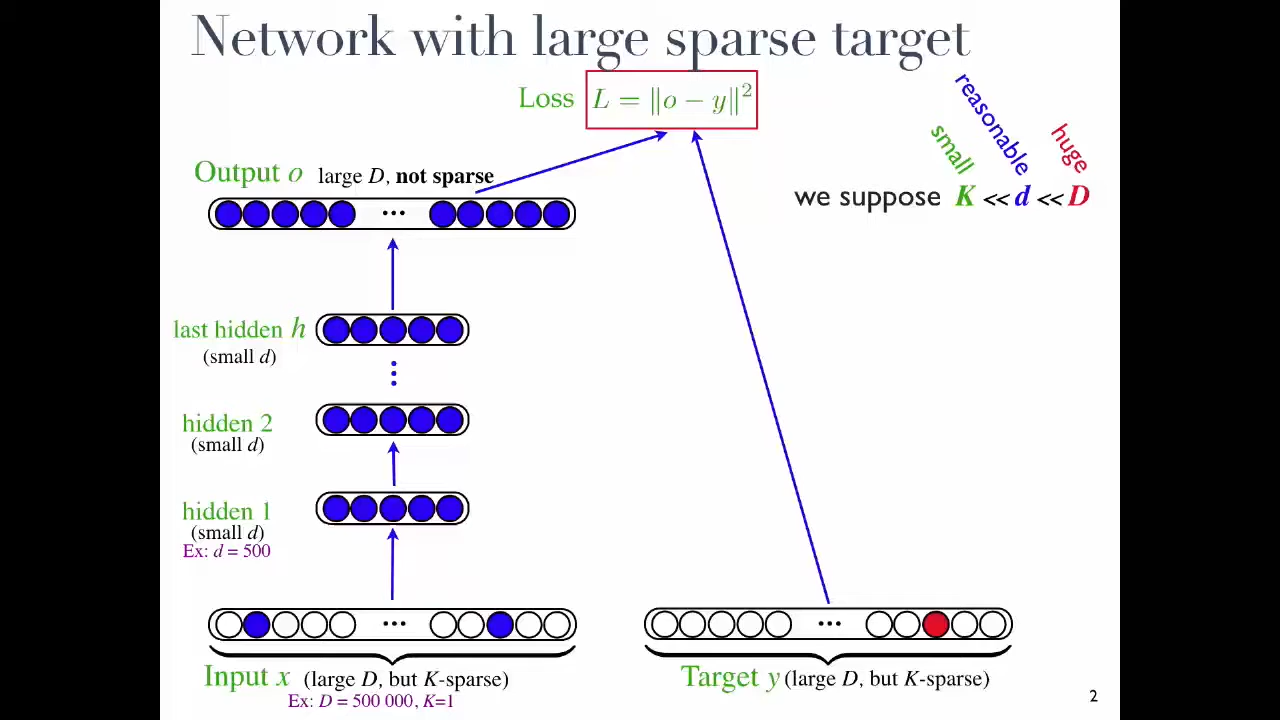 Network with large sparse target
Loss L = ‖o − y‖²
small reasonable huge
we suppose K << d << D
Output o large D, not sparse
...
last hidden h
(small d)
hidden 2
(small d)
hidden 1
(small d)
Ex: d = 500
... ...
Input x (large D, but K-sparse) Target y (large D, but K-sparse)
Ex: D = 500 000, K=1
2